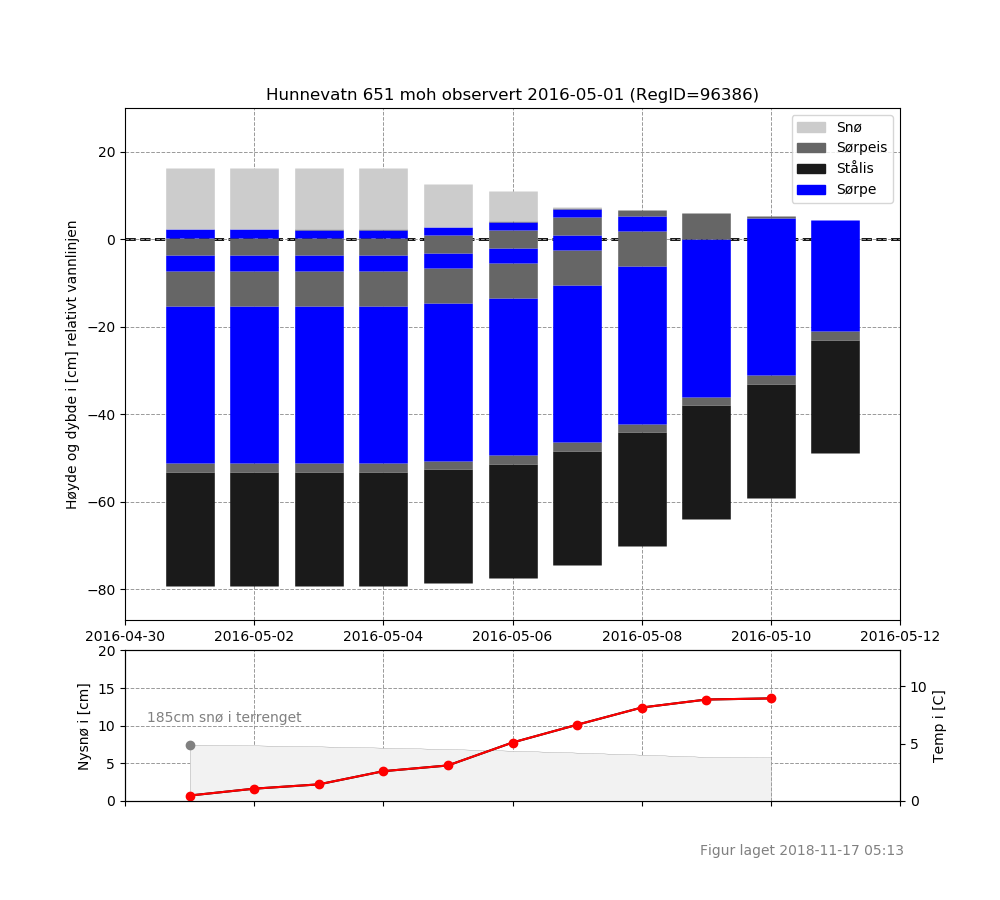 Hunnevatn 651 moh observert 2016-05-01 (RegID=96386)
Snø
Sørpeis
Stålis
Sørpe
Høyde og dybde i [cm] relativt vannlinjen
20
0
−20
−40
−60
−80
2016-04-30 2016-05-02 2016-05-04 2016-05-06 2016-05-08 2016-05-10 2016-05-12
Nysnø i [cm]
20
15
10
5
0
185cm snø i terrenget
10
5
0
Temp i [C]
Figur laget 2018-11-17 05:13